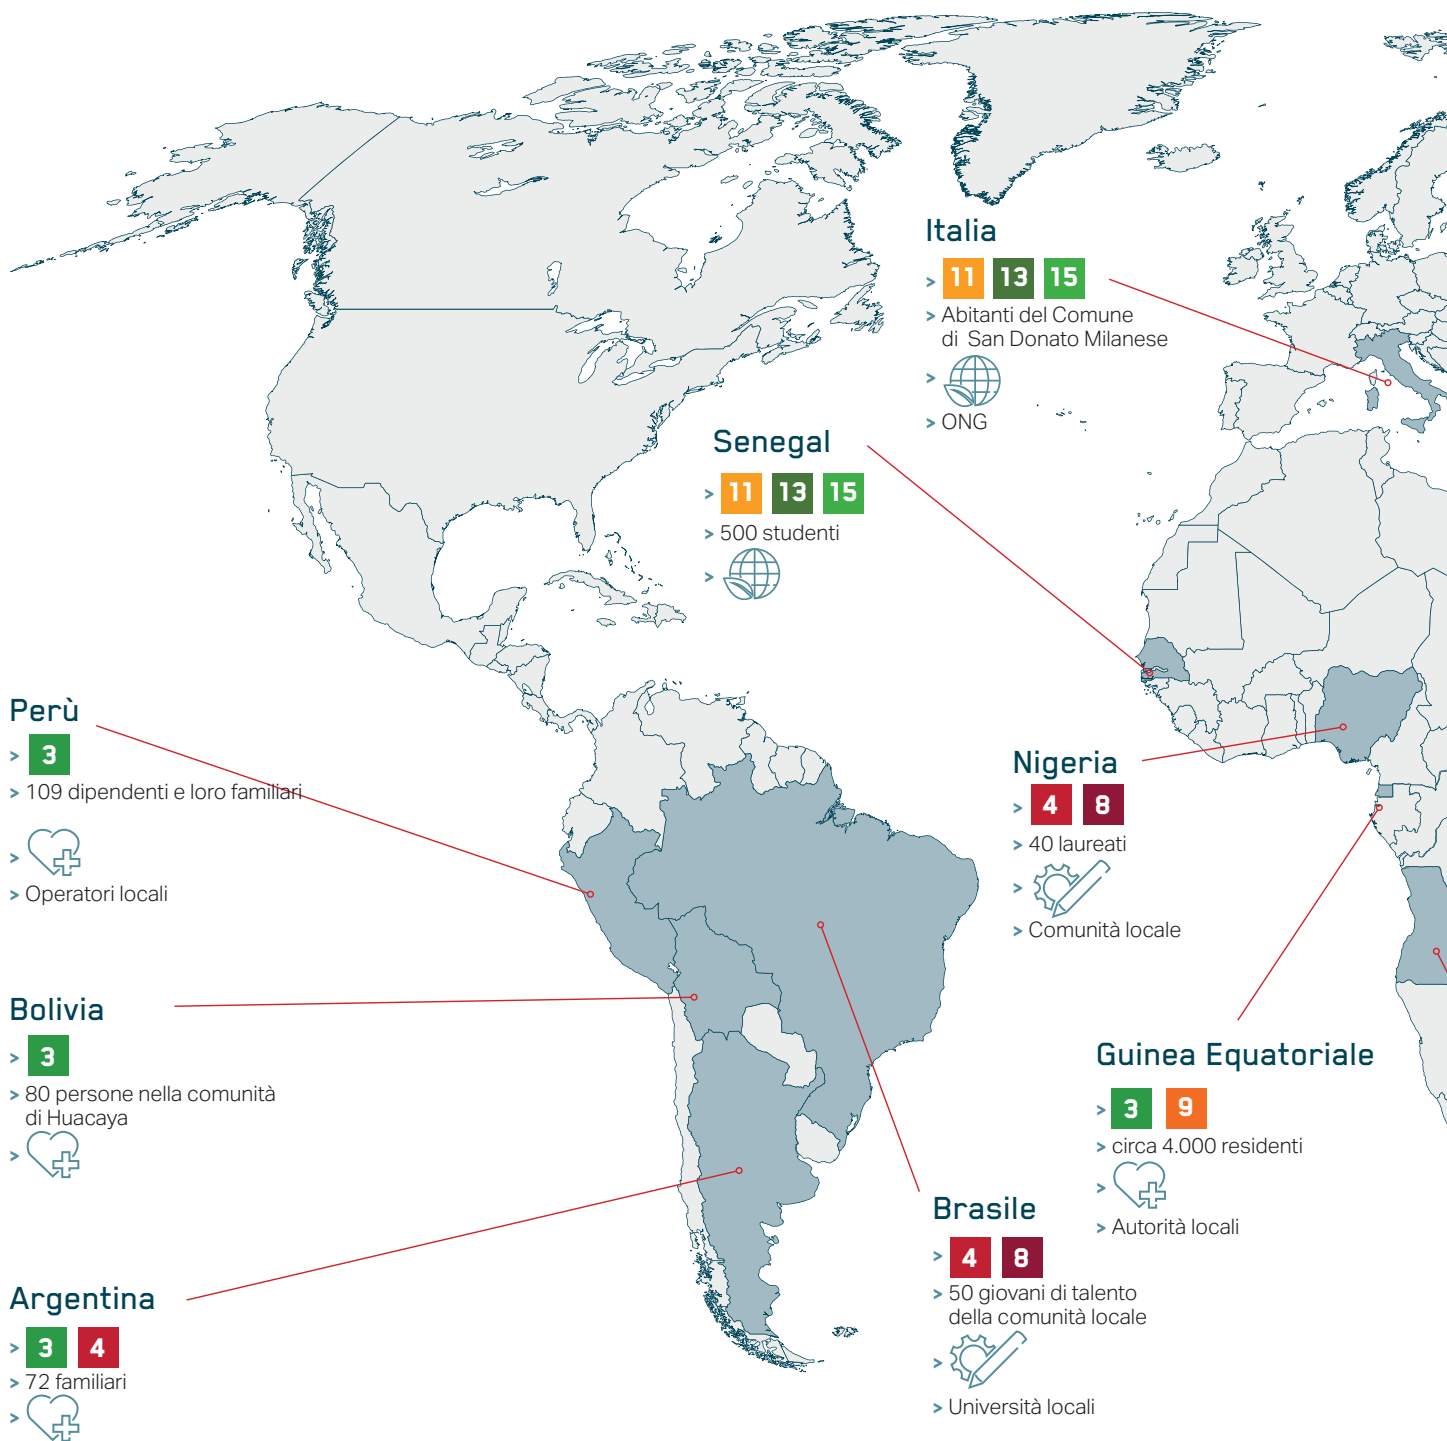 Italia
> 11 13 15
> Abitanti del Comune
di San Donato Milanese
>
> ONG
Senegal
> 11 13 15
> 500 studenti
>
Perù
> 3
> 109 dipendenti e loro familiari
>
> Operatori locali
Nigeria
> 4 8
> 40 laureati
>
> Comunità locale
Bolivia
> 3
> 80 persone nella comunità
di Huacaya
>
Guinea Equatoriale
> 3 9
> circa 4.000 residenti
>
> Autorità locali
Brasile
> 4 8
> 50 giovani di talento
della comunità locale
>
> Università locali
Argentina
> 3 4
> 72 familiari
>